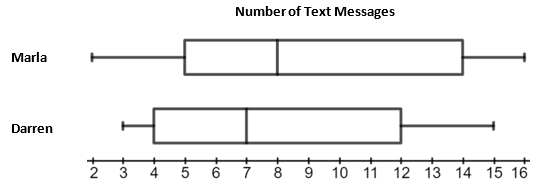 Number of Text Messages
Marla
Darren
2 3 4 5 6 7 8 9 10 11 12 13 14 15 16